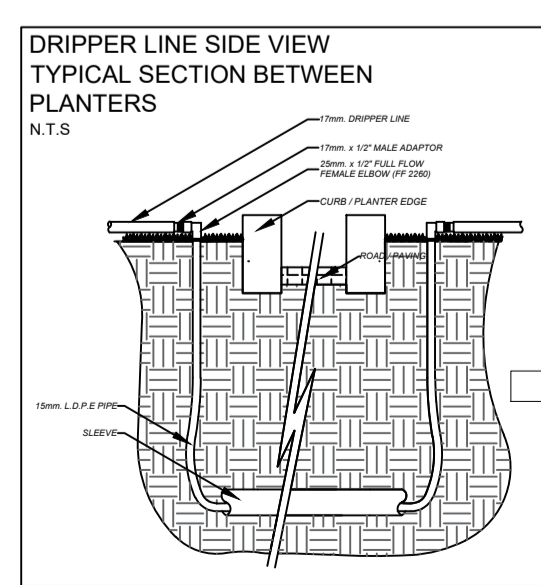 DRIPPER LINE SIDE VIEW
TYPICAL SECTION BETWEEN
PLANTERS
N.T.S
17mm. DRIPPER LINE
17mm. x 1/2" MALE ADAPTOR
25mm. x 1/2" FULL FLOW
FEMALE ELBOW (FF 2260)
CURB / PLANTER EDGE
ROAD / PAVING
15mm. L.D.P.E PIPE
SLEEVE